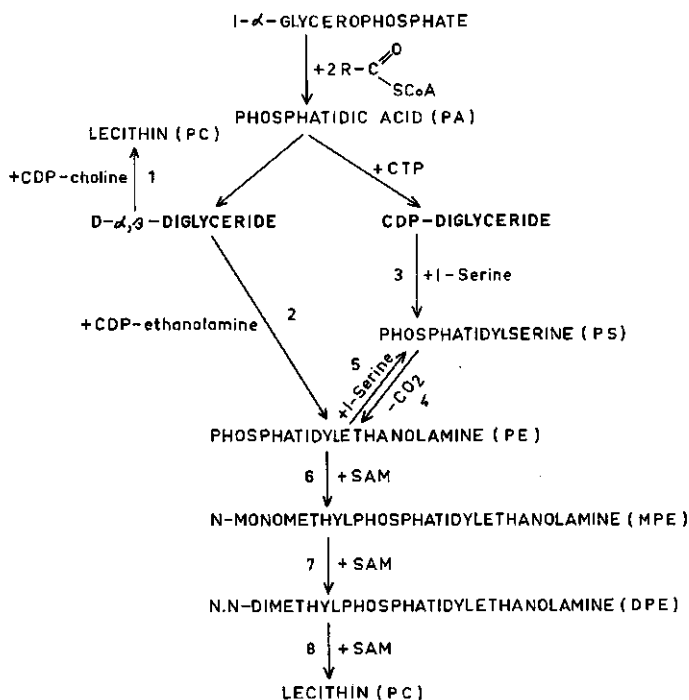 l-α-GLYCEROPHOSPHATE
+2R-C
O
SCoA
PHOSPHATIDIC ACID (PA)
LECITHIN (PC)
+CDP-choline 1
+CTP
D-α,β-DIGLYCERIDE
CDP-DIGLYCERIDE
3 +l-Serine
+CDP-ethanolamine 2
PHOSPHATIDYLSERINE (PS)
5
+l-Serine
-CO2
4
PHOSPHATIDYLETHANOLAMINE (PE)
6 +SAM
N-MONOMETHYLPHOSPHATIDYLETHANOLAMINE (MPE)
7 +SAM
N.N-DIMETHYLPHOSPHATIDYLETHANOLAMINE (DPE)
8 +SAM
LECITHIN (PC)